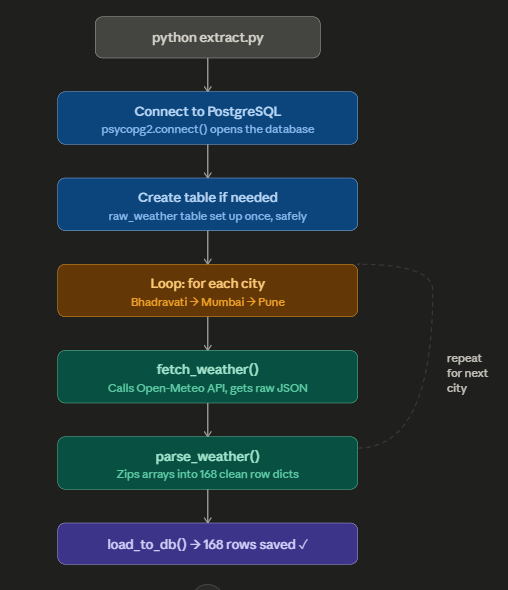 python extract.py
Connect to PostgreSQL
psycopg2.connect() opens the database
Create table if needed
raw_weather table set up once, safely
Loop: for each city
Bhadravati → Mumbai → Pune
fetch_weather()
Calls Open-Meteo API, gets raw JSON
repeat
for next
city
parse_weather()
Zips arrays into 168 clean row dicts
load_to_db() → 168 rows saved ✓